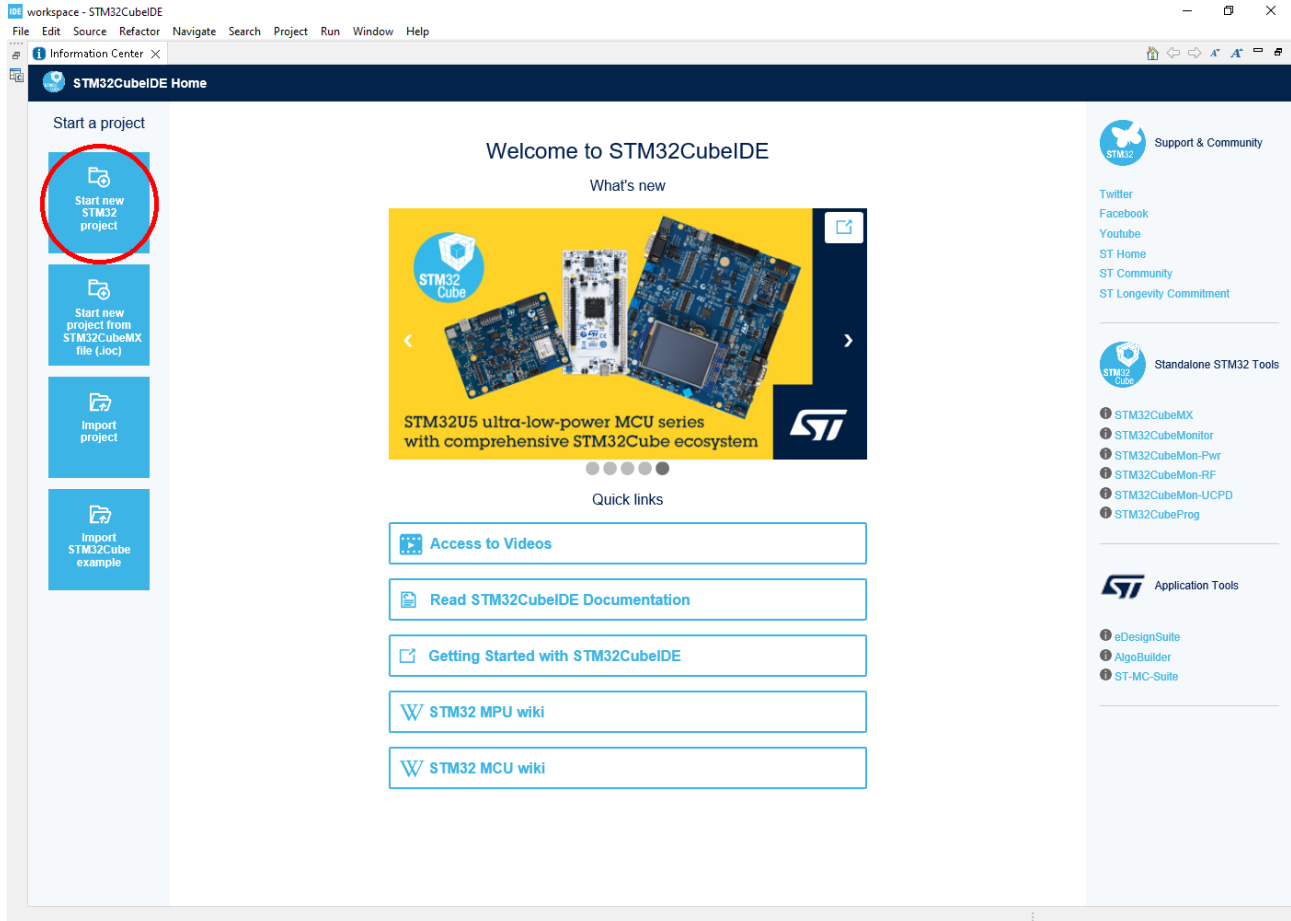 IDE workspace - STM32CubeIDE
File Edit Source Refactor Navigate Search Project Run Window Help
Information Center
STM32CubeIDE Home
Start a project
Start new
STM32
project
Start new
project from
STM32CubeMX
file (.ioc)
Import
project
Import
STM32Cube
example
Welcome to STM32CubeIDE
What's new
STM32
Cube
STM32U5 ultra-low-power MCU series
with comprehensive STM32Cube ecosystem
ST
Quick links
Access to Videos
Read STM32CubeIDE Documentation
Getting Started with STM32CubeIDE
W STM32 MPU wiki
W STM32 MCU wiki
STM32
Support & Community
Twitter
Facebook
Youtube
ST Home
ST Community
ST Longevity Commitment
STM32
Cube
Standalone STM32 Tools
STM32CubeMX
STM32CubeMonitor
STM32CubeMon-Pwr
STM32CubeMon-RF
STM32CubeMon-UCPD
STM32CubeProg
ST
Application Tools
eDesignSuite
AlgoBuilder
ST-MC-Suite